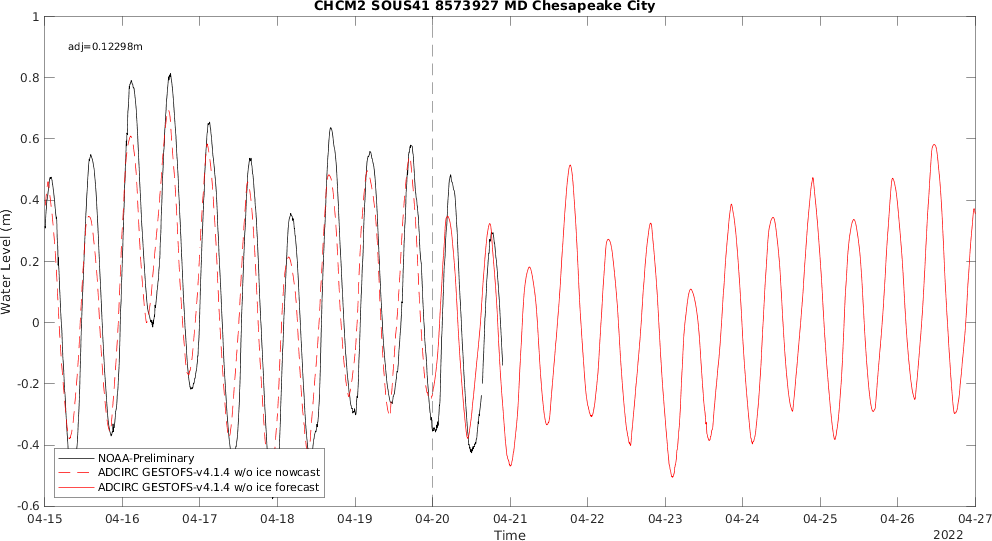 CHCM2 SOUS41 8573927 MD Chesapeake City
adj=0.12298m
1
0.8
0.6
0.4
0.2
0
-0.2
-0.4
-0.6
Water Level (m)
NOAA-Preliminary
ADCIRC GESTOFS-v4.1.4 w/o ice nowcast
ADCIRC GESTOFS-v4.1.4 w/o ice forecast
04-15 04-16 04-17 04-18 04-19 04-20 04-21 04-22 04-23 04-24 04-25 04-26 04-27
Time
2022